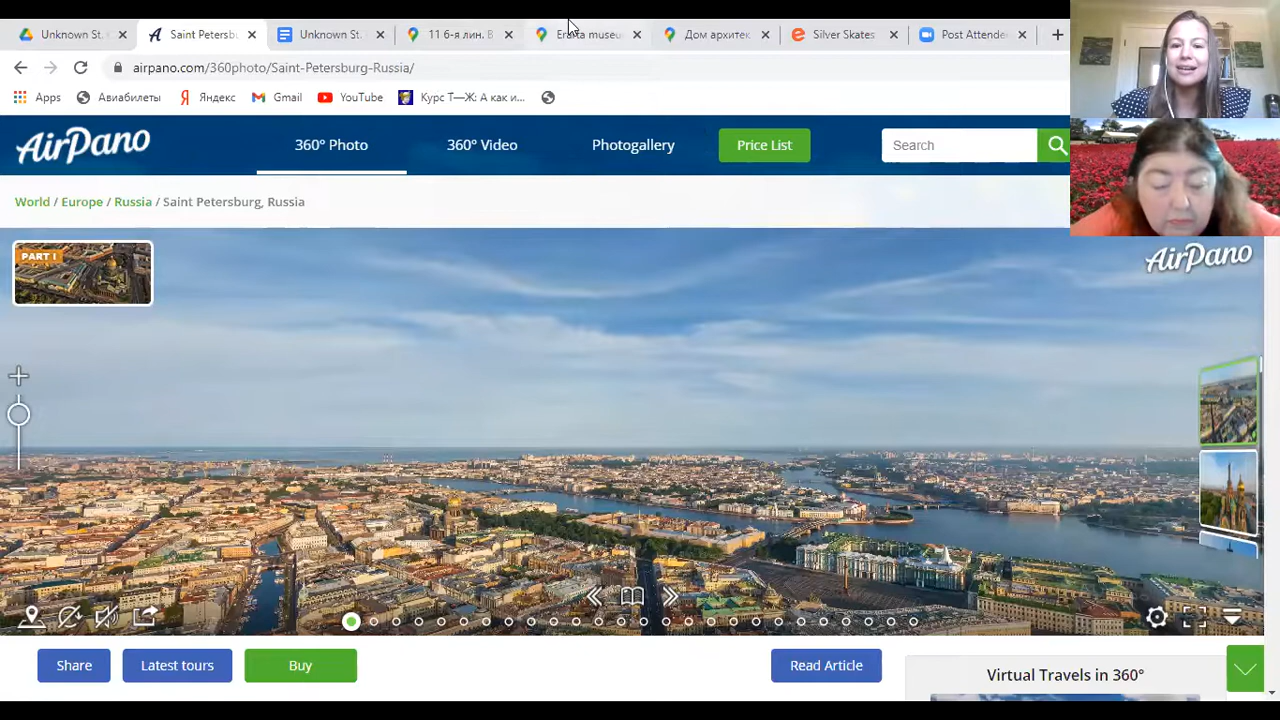 Unknown St. Saint Petersb Unknown St. 11 6-я лин. В Erarta museu Дом архитек Silver Skates Post Attende
airpano.com/360photo/Saint-Petersburg-Russia/
Apps Авиабилеты Яндекс Gmail YouTube Курс Т—Ж: А как и...
AirPano 360° Photo 360° Video Photogallery Price List Search
World / Europe / Russia / Saint Petersburg, Russia
PART I
AirPano
Share Latest tours Buy Read Article
Virtual Travels in 360°